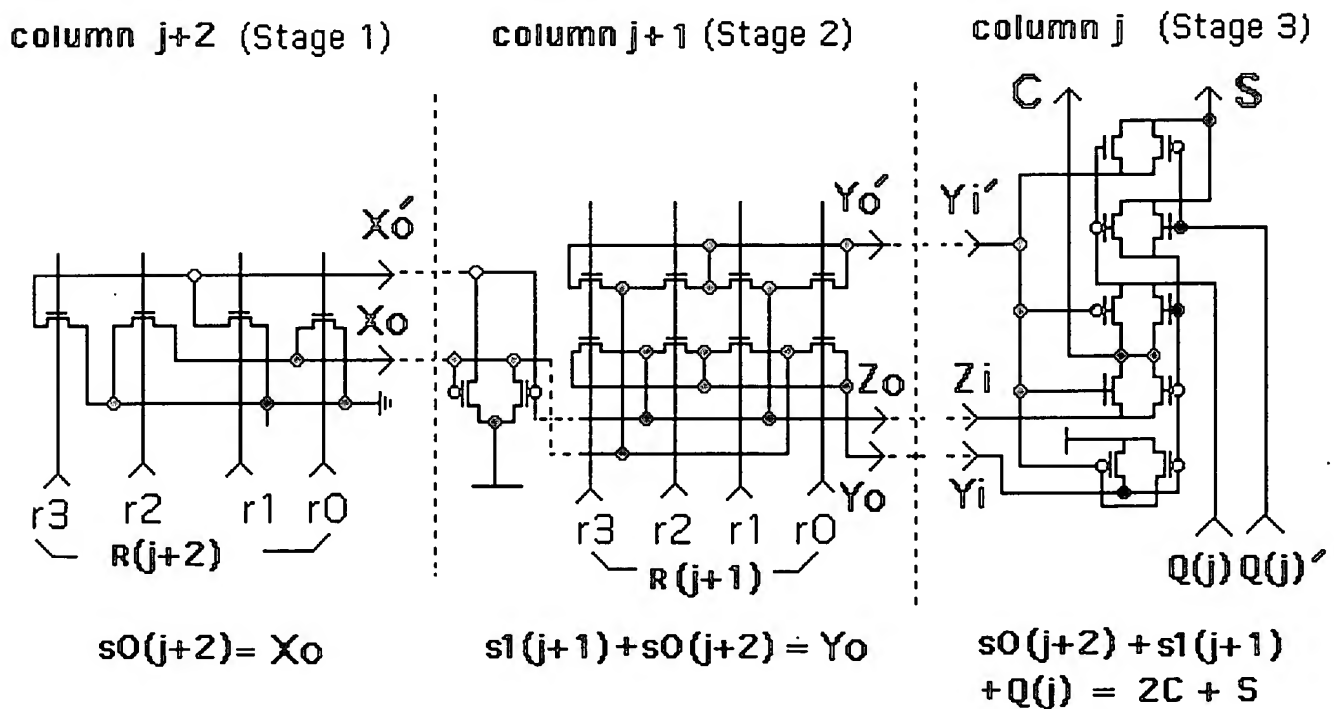 column j+2 (Stage 1)
column j+1 (Stage 2)
column j (Stage 3)
C
S
Xo′
Xo
Yo′
Yi′
Zo
Zi
Yo
Yi
r3
r2
r1
r0
R(j+2)
r3
r2
r1
r0
R(j+1)
Q(j)
Q(j)′
s0(j+2)= Xo
s1(j+1)+s0(j+2) = Yo
s0(j+2)+s1(j+1)
+Q(j) = 2C + S